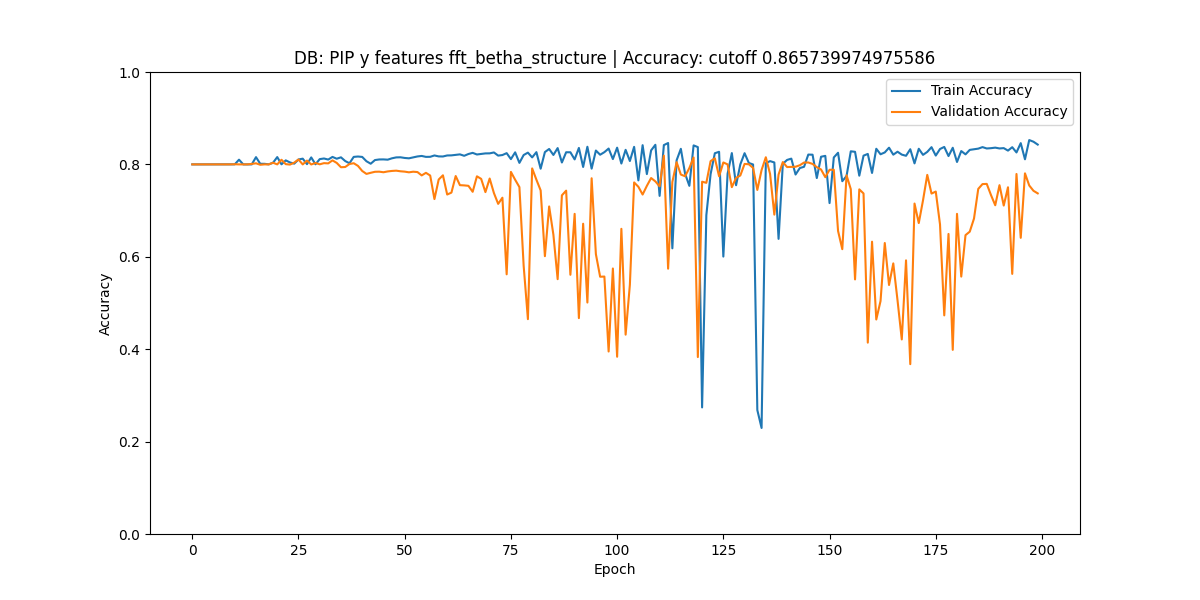 DB: PIP y features fft_betha_structure | Accuracy: cutoff 0.865739974975586
Train Accuracy
Validation Accuracy
1.0
0.8
0.6
0.4
0.2
0.0
Accuracy
0 25 50 75 100 125 150 175 200
Epoch